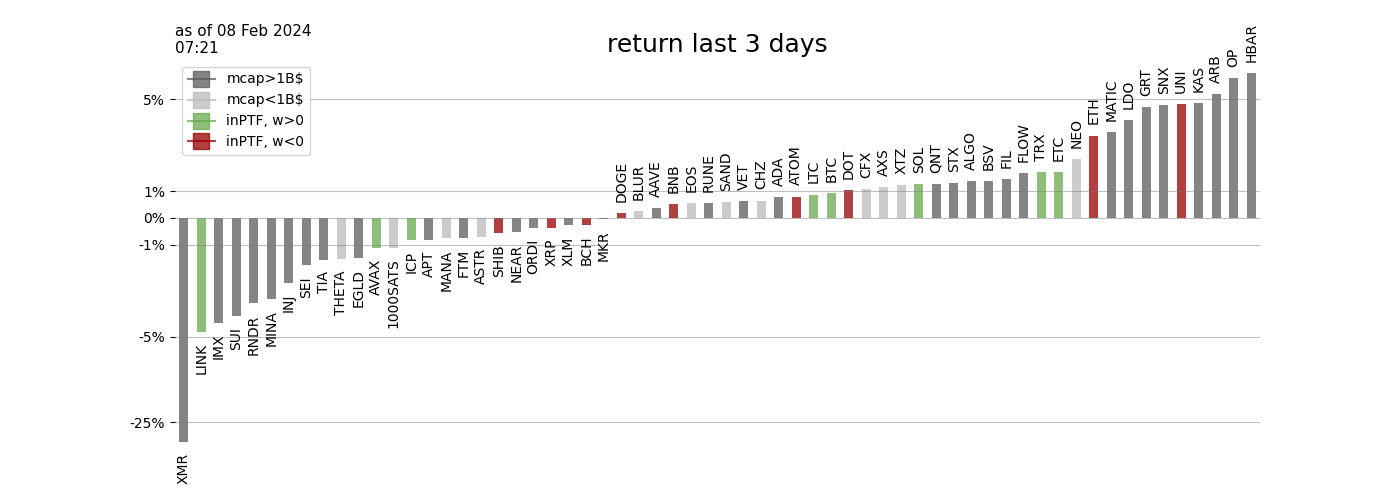 as of 08 Feb 2024
07:21
return last 3 days
mcap>1B$
mcap<1B$
inPTF, w>0
inPTF, w<0
5%
1%
0%
-1%
-5%
-25%
XMR
LINK
IMX
SUI
RNDR
MINA
INJ
SEI
TIA
THETA
EGLD
AVAX
1000SATS
ICP
APT
MANA
FTM
ASTR
SHIB
NEAR
ORDI
XRP
XLM
BCH
MKR
DOGE
BLUR
AAVE
BNB
EOS
RUNE
SAND
VET
CHZ
ADA
ATOM
LTC
BTC
DOT
CFX
AXS
XTZ
SOL
QNT
STX
ALGO
BSV
FIL
FLOW
TRX
ETC
NEO
ETH
MATIC
LDO
GRT
SNX
UNI
KAS
ARB
OP
HBAR